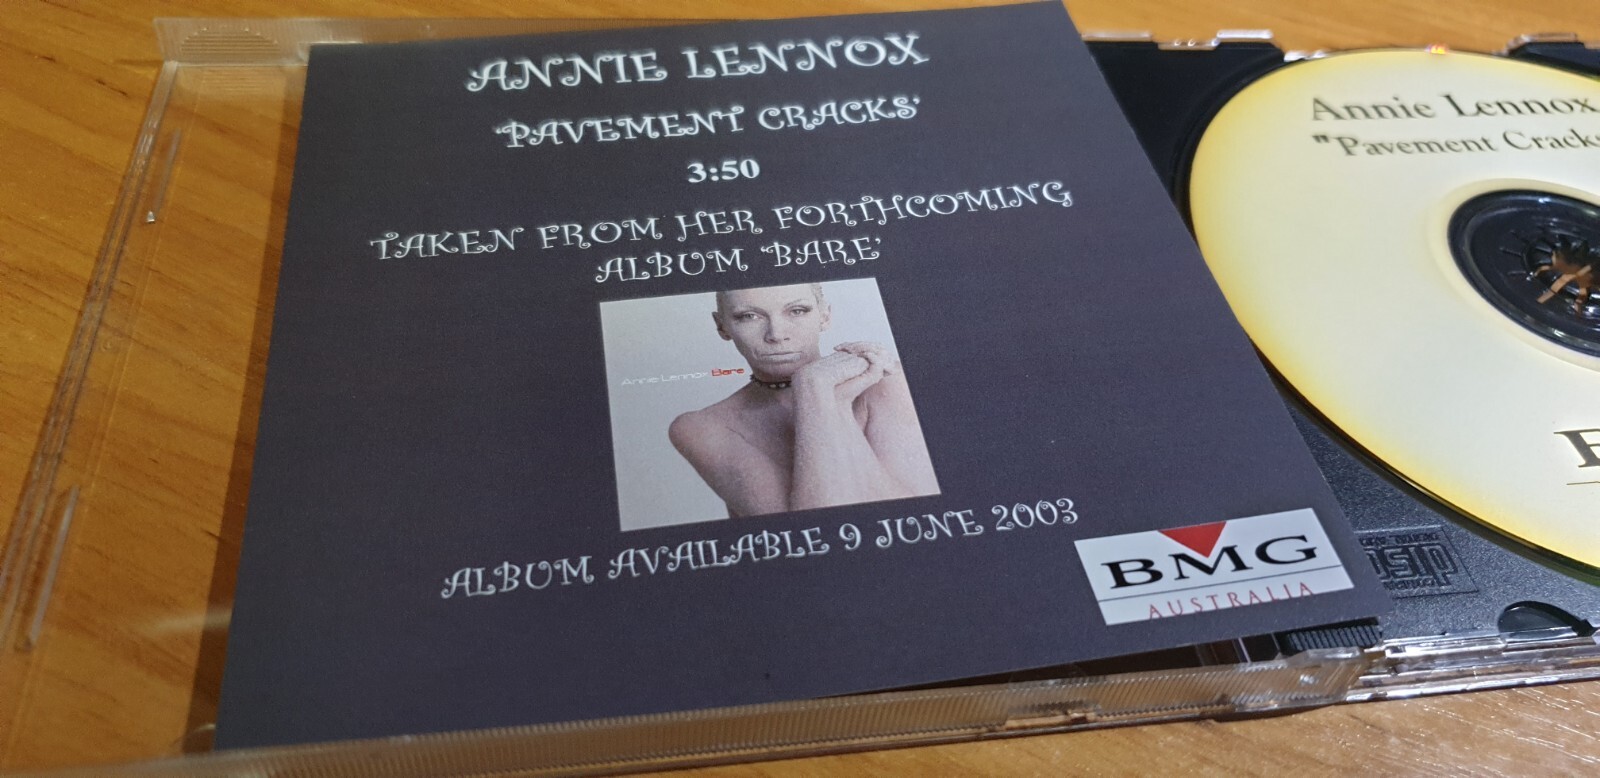 ANNIE LENNOX
'PAVEMENT CRACKS'
3:50
TAKEN FROM HER FORTHCOMING
ALBUM 'BARE'
Annie Lennox Bare
ALBUM AVAILABLE 9 JUNE 2003
BMG
AUSTRALIA
Annie Lennox
"Pavement Cracks
disc